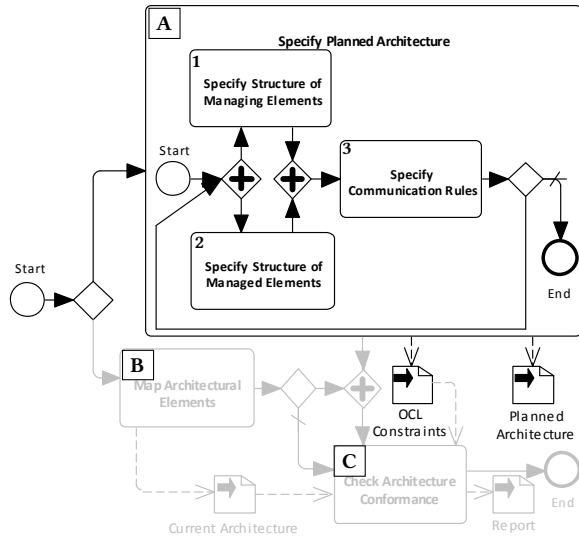 A
Specify Planned Architecture
1
Specify Structure of
Managing Elements
Start
3
Specify
Communication Rules
2
Specify Structure of
Managed Elements
End
Start
B
Map Architectural
Elements
OCL
Constraints
Planned
Architecture
C
Check Architecture
Conformance
Current Architecture
Report
End